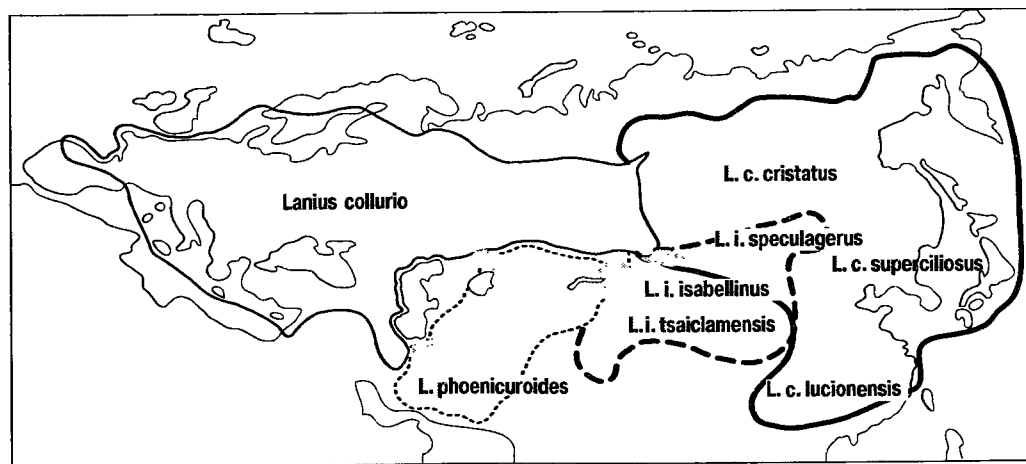 L. c. cristatus
Lanius collurio
L. i. speculagerus
L. c. superciliosus
L. i. isabellinus
L. i. tsaiclamensis
L. phoenicuroides
L. c. lucionensis